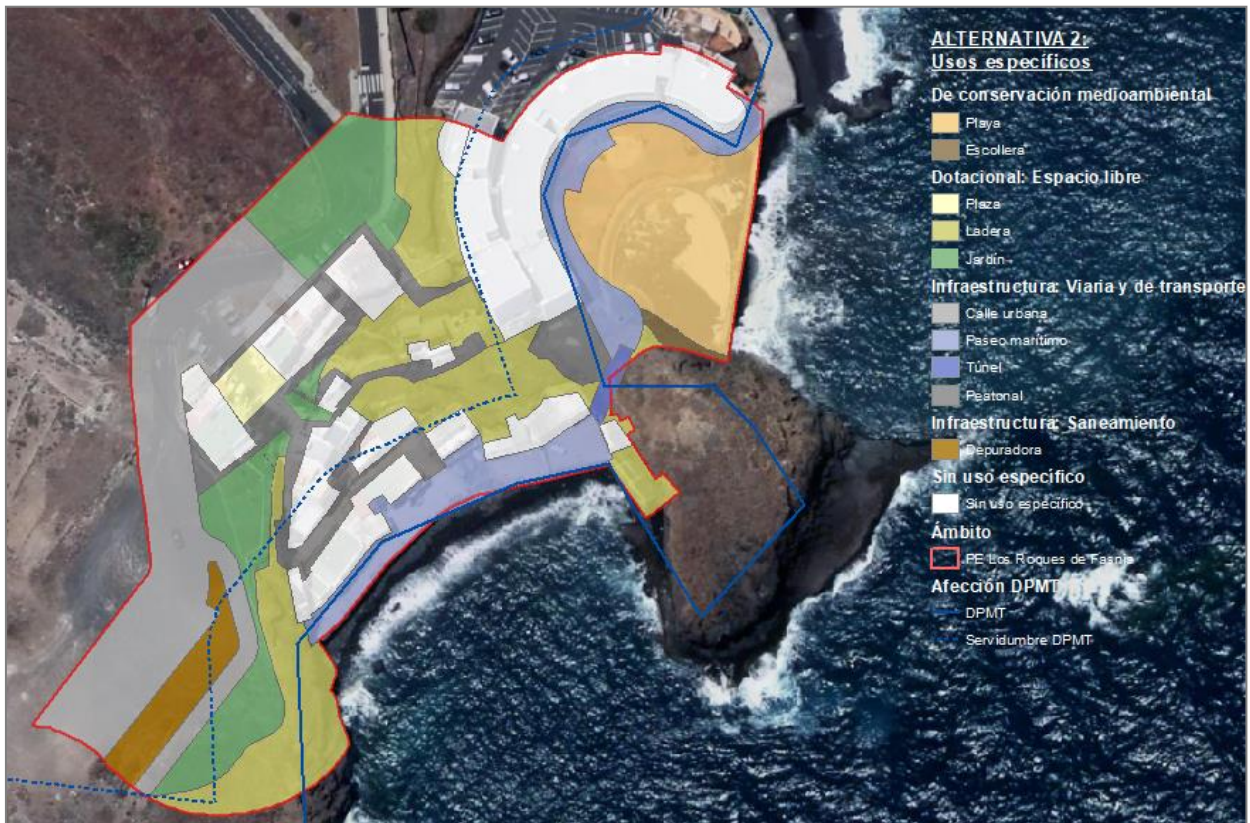 ALTERNATIVA 2:
Usos específicos
De conservación medioambiental
Playa
Escollera
Dotacional: Espacio libre
Plaza
Ladera
Jardín
Infraestructura: Viaria y de transporte
Calle urbana
Paseo marítimo
Túnel
Peatonal
Infraestructura: Saneamiento
Depuradora
Sin uso específico
Sin uso específico
Ámbito
PE Los Roques de Fasnia
Afección DPMT
DPMT
Servidumbre DPMT